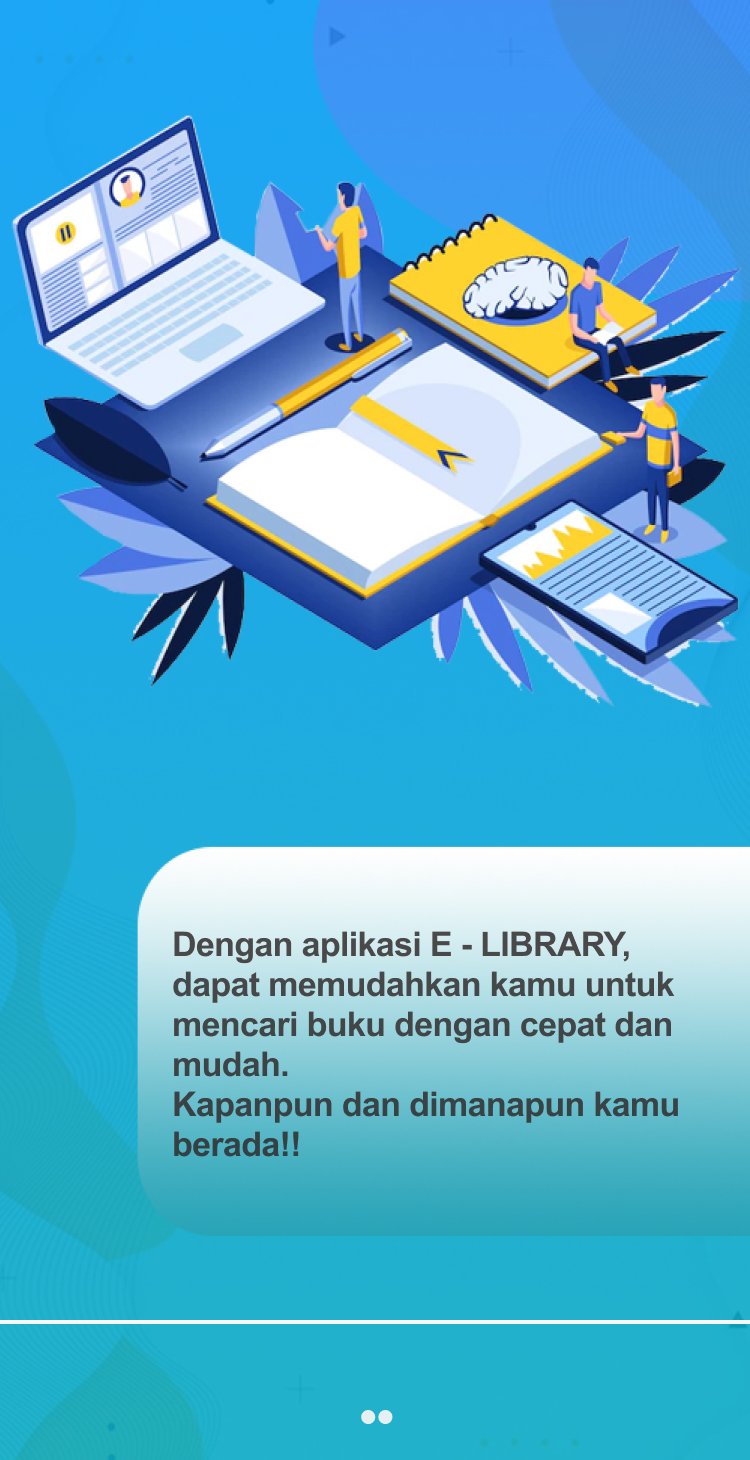 Dengan aplikasi E - LIBRARY,
dapat memudahkan kamu untuk
mencari buku dengan cepat dan
mudah.
Kapanpun dan dimanapun kamu
berada!!